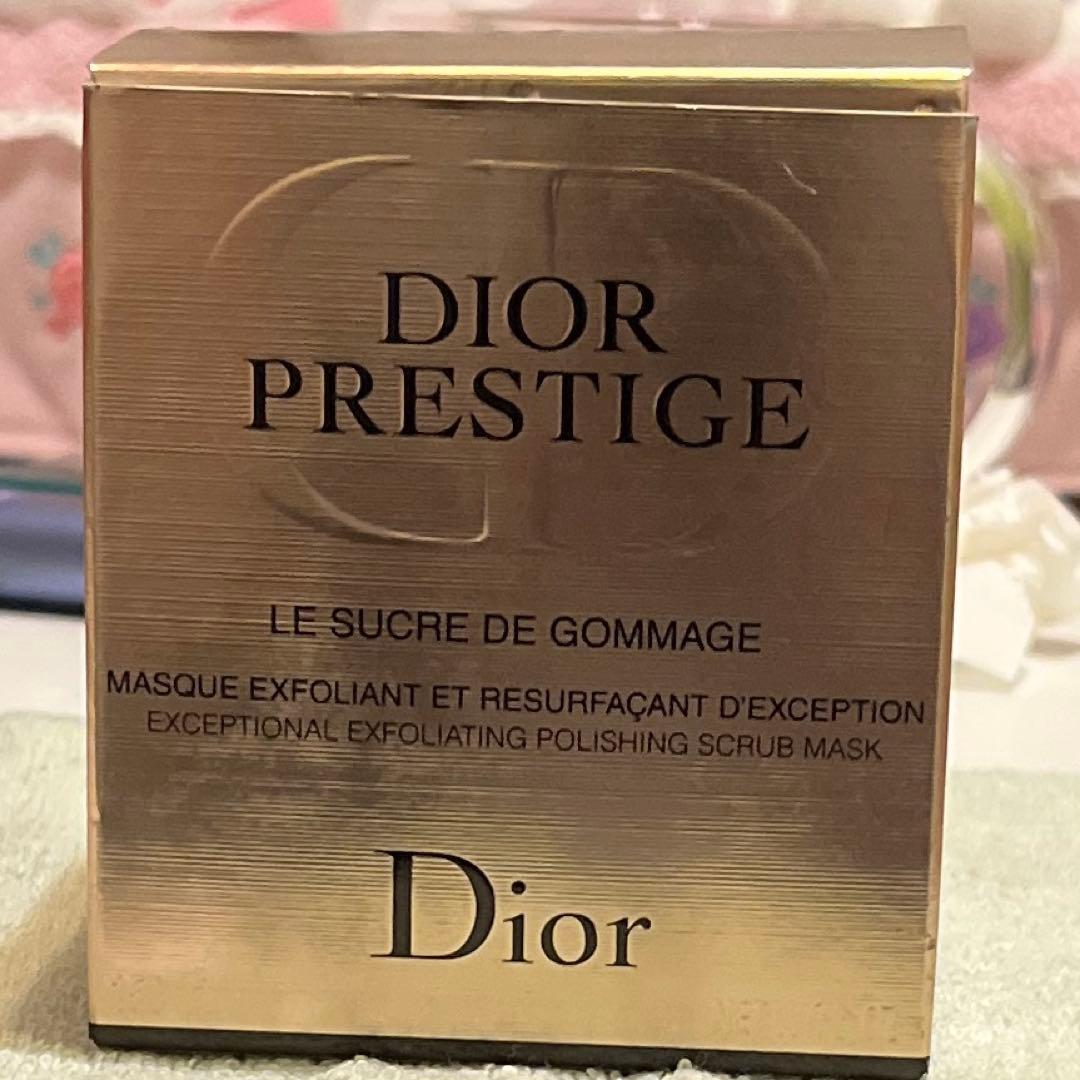 DIOR
PRESTIGE
LE SUCRE DE GOMMAGE
MASQUE EXFOLIANT ET RESURFAÇANT D'EXCEPTION
EXCEPTIONAL EXFOLIATING POLISHING SCRUB MASK
Dior